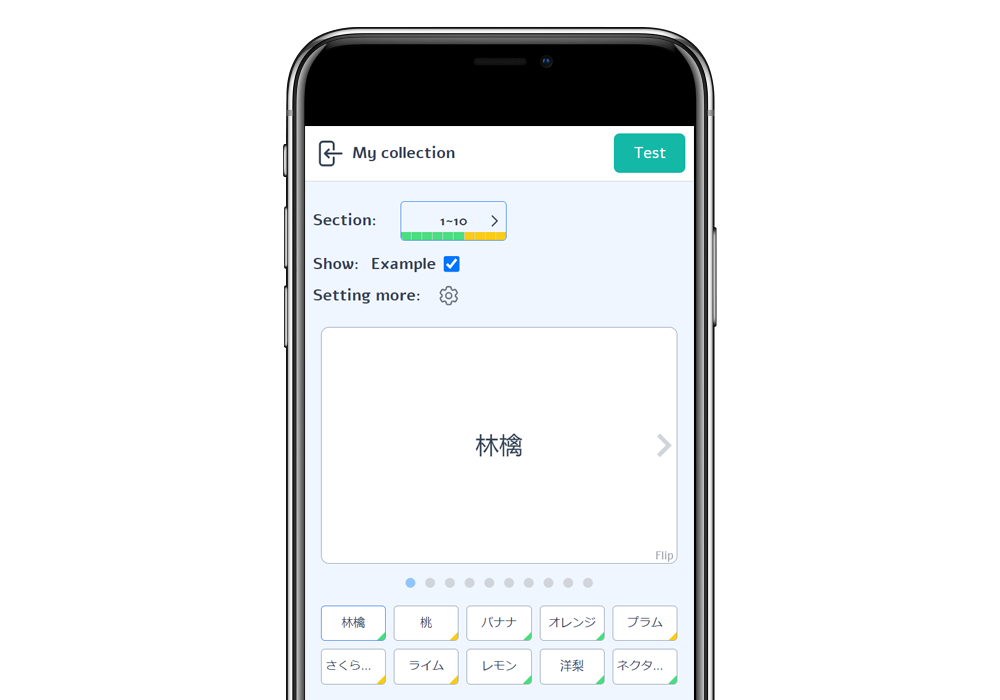 My collection
Test
Section:
1~10
Show: Example
Setting more:
林檎
Flip
林檎 桃 バナナ オレンジ プラム
さくら... ライム レモン 洋梨 ネクタ...